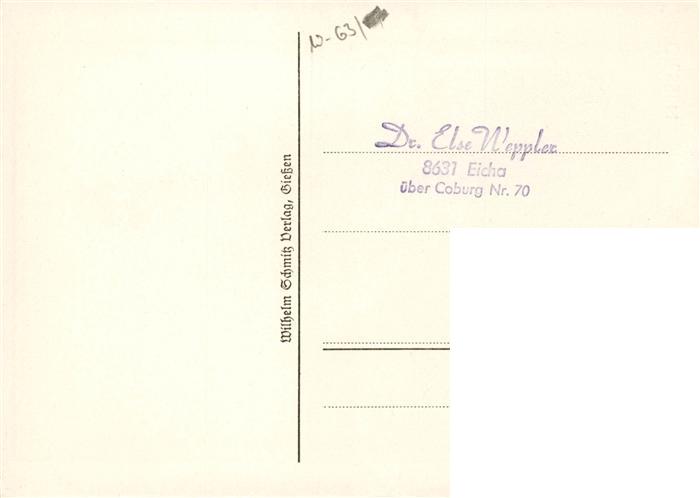 w-63/
Dr. Else Weppler
8631 Eicha
über Coburg Nr. 70
Wilhelm Schmitz Verlag, Gießen